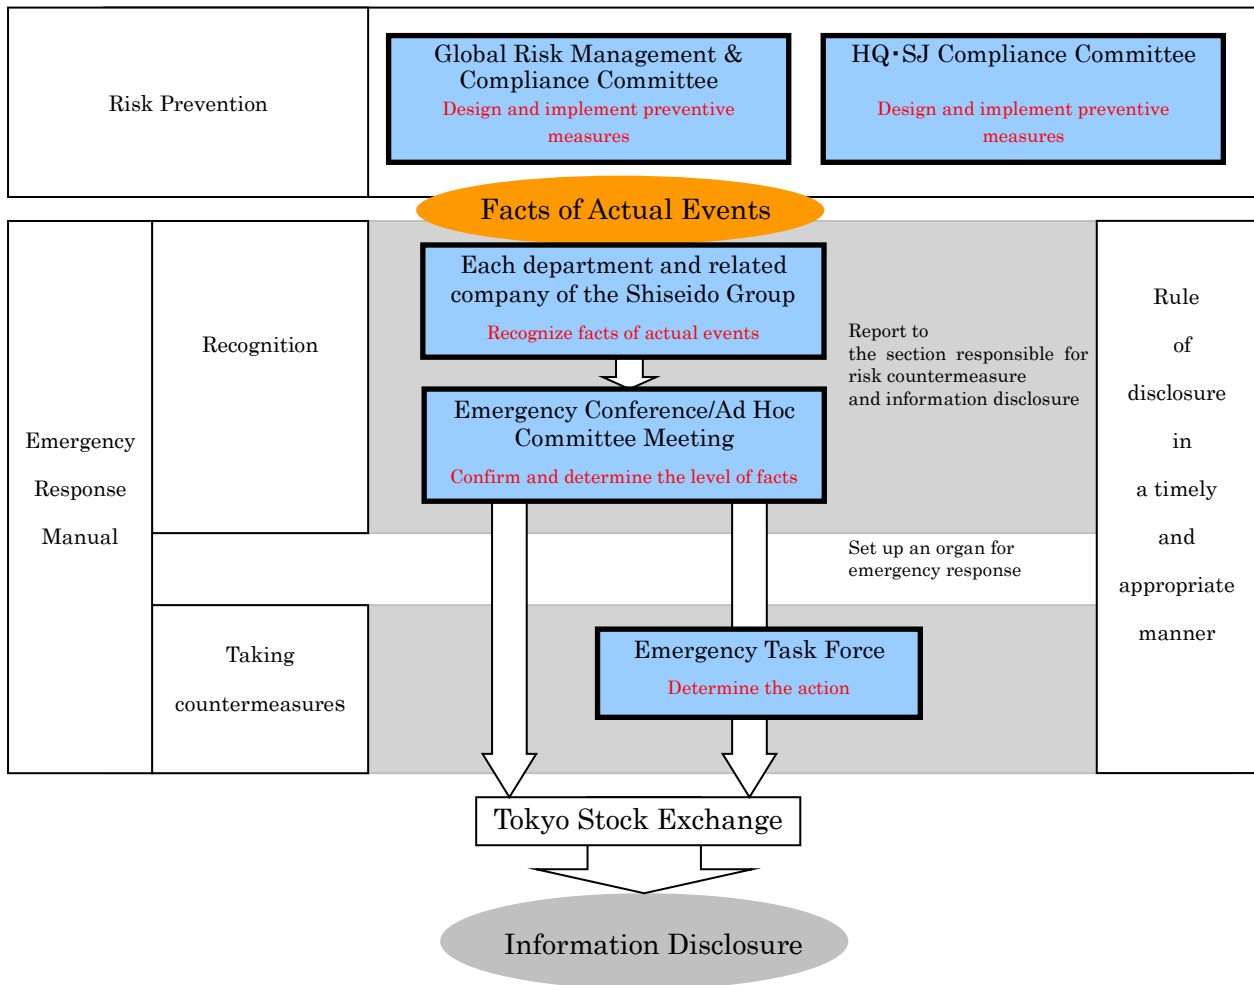 Risk Prevention
Global Risk Management &
Compliance Committee
Design and implement preventive
measures
HQ・SJ Compliance Committee
Design and implement preventive
measures
Facts of Actual Events
Emergency
Response
Manual
Recognition
Each department and related
company of the Shiseido Group
Recognize facts of actual events
Report to
the section responsible for
risk countermeasure
and information disclosure
Emergency Conference/Ad Hoc
Committee Meeting
Confirm and determine the level of facts
Set up an organ for
emergency response
Taking
countermeasures
Emergency Task Force
Determine the action
Rule
of
disclosure
in
a timely
and
appropriate
manner
Tokyo Stock Exchange
Information Disclosure